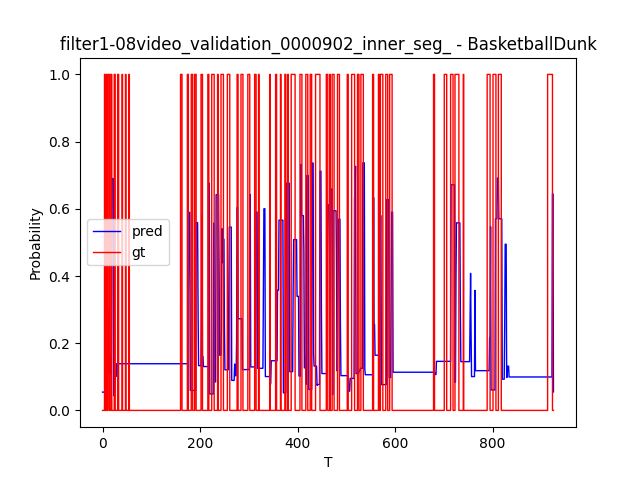 filter1-08video_validation_0000902_inner_seg_ - BasketballDunk
1.0
0.8
0.6
0.4
0.2
0.0
Probability
pred
gt
0
200
400
600
800
T